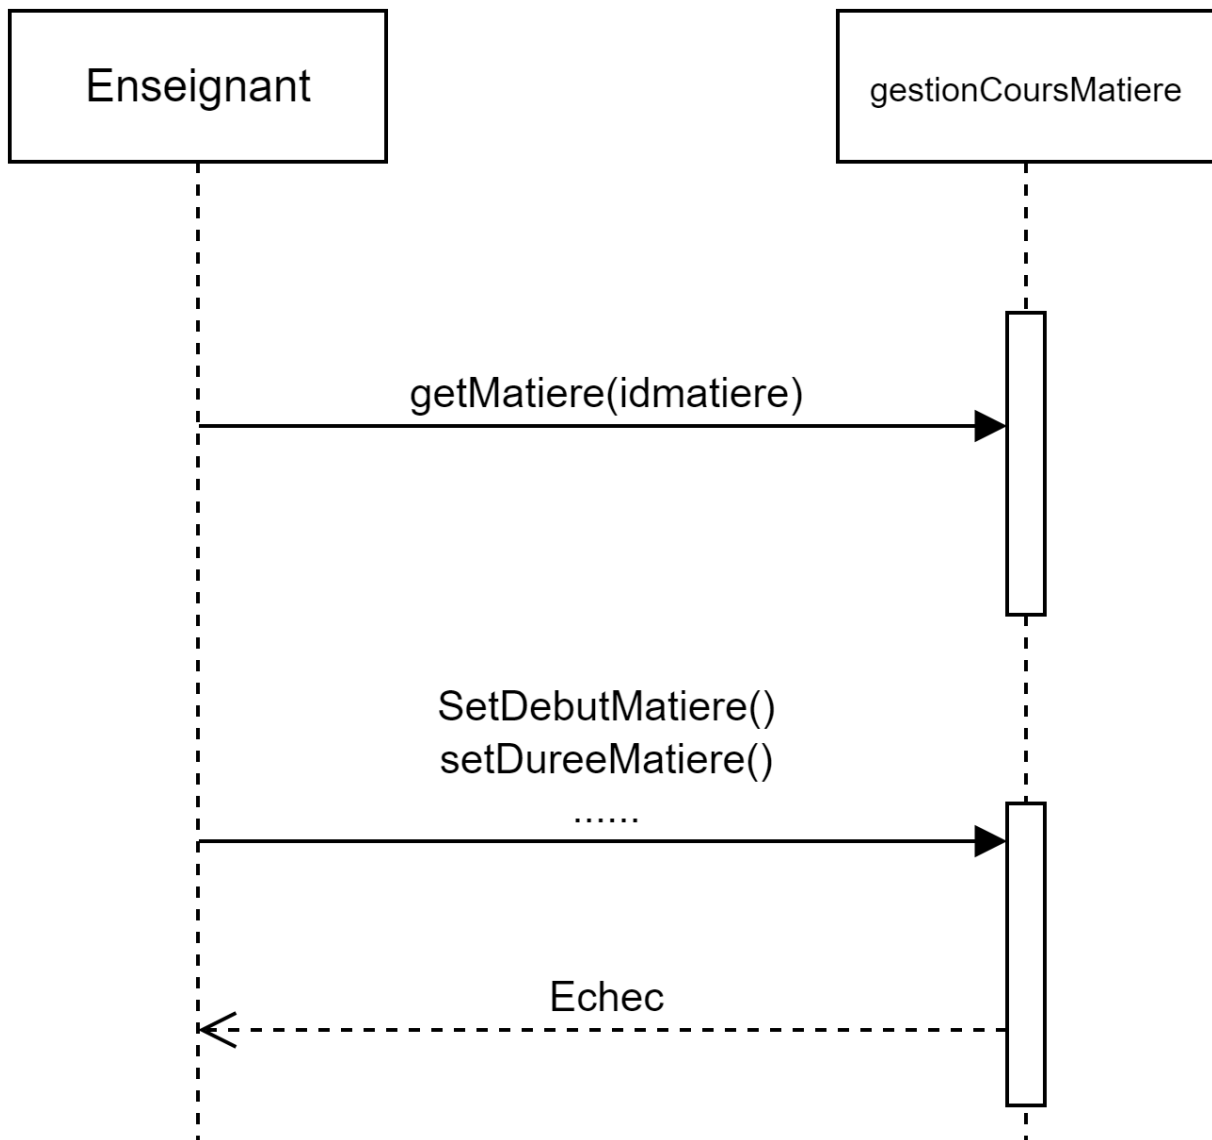 Enseignant
gestionCoursMatiere
getMatiere(idmatiere)
SetDebutMatiere()
setDureeMatiere()
......
Echec